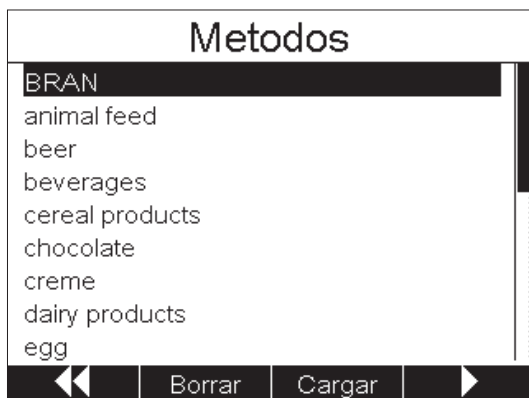 Metodos
BRAN
animal feed
beer
beverages
cereal products
chocolate
creme
dairy products
egg
Borrar Cargar